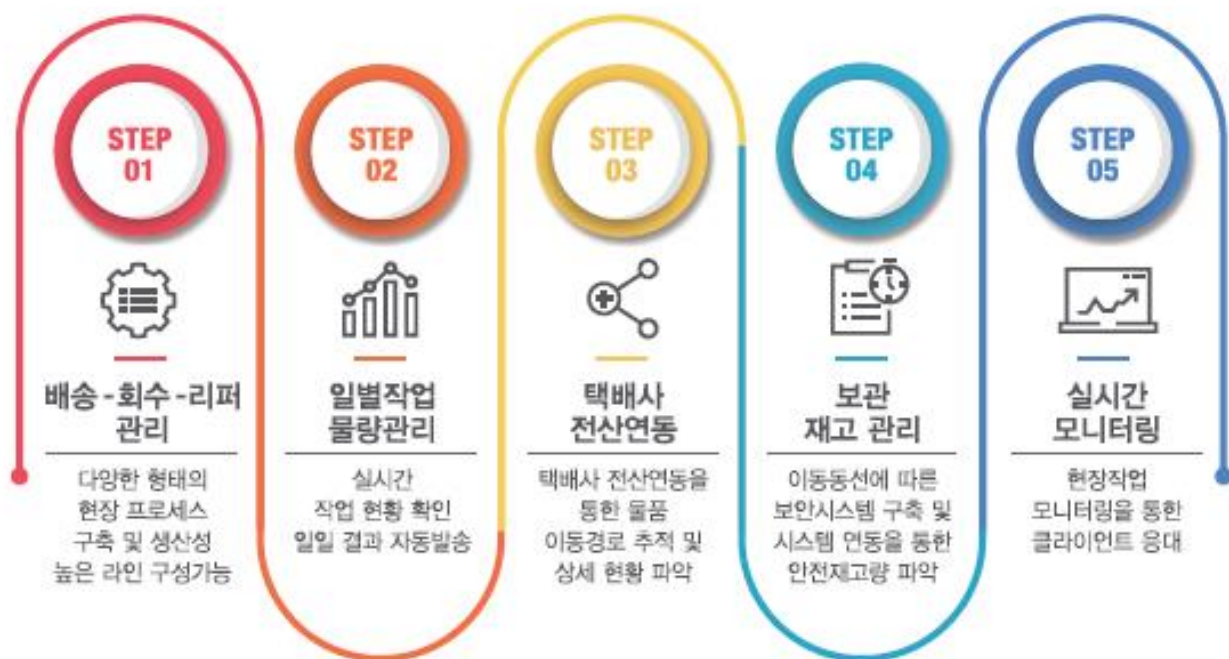 STEP
01
배송-회수-리퍼
관리
다양한 형태의
현장 프로세스
구축 및 생산성
높은 라인 구성가능
STEP
02
일별작업
물량관리
실시간
작업 현황 확인
일일 결과 자동발송
STEP
03
택배사
전산연동
택배사 전산연동을
통한 물품
이동경로 추적 및
상세 현황 파악
STEP
04
보관
재고 관리
이동동선에 따른
보안시스템 구축 및
시스템 연동을 통한
안전재고량 파악
STEP
05
실시간
모니터링
현장작업
모니터링을 통한
클라이언트 응대